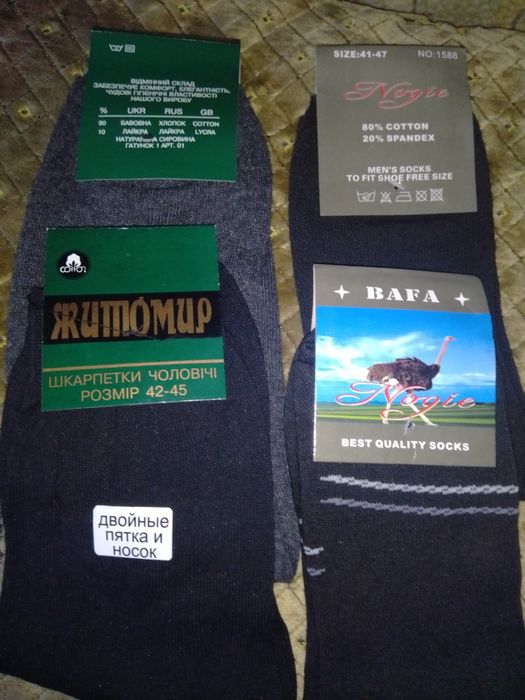 ВІДМІННИЙ СКЛАД
ЗАБЕЗПЕЧУЄ КОМФОРТ, ЕЛЕГАНТНІСТЬ,
ЧУДОВІ ГІГІЄНІЧНІ ВЛАСТИВОСТІ
НАШОГО ВИРОБУ
% UKR RUS GB
90 БАВОВНА ХЛОПОК COTTON
10 ЛАЙКРА ЛАЙКРА LYCRA
НАТУРАЛЬНА СИРОВИНА
ГАТУНОК 1 АРТ. 01
COTTON
ЖИТОМИР
ШКАРПЕТКИ ЧОЛОВІЧІ
РОЗМІР 42-45
двойные
пятка и
носок
SIZE:41-47 NO:1588
Nogie
80% COTTON
20% SPANDEX
MEN'S SOCKS
TO FIT SHOE FREE SIZE
BAFA
Nogie
BEST QUALITY SOCKS